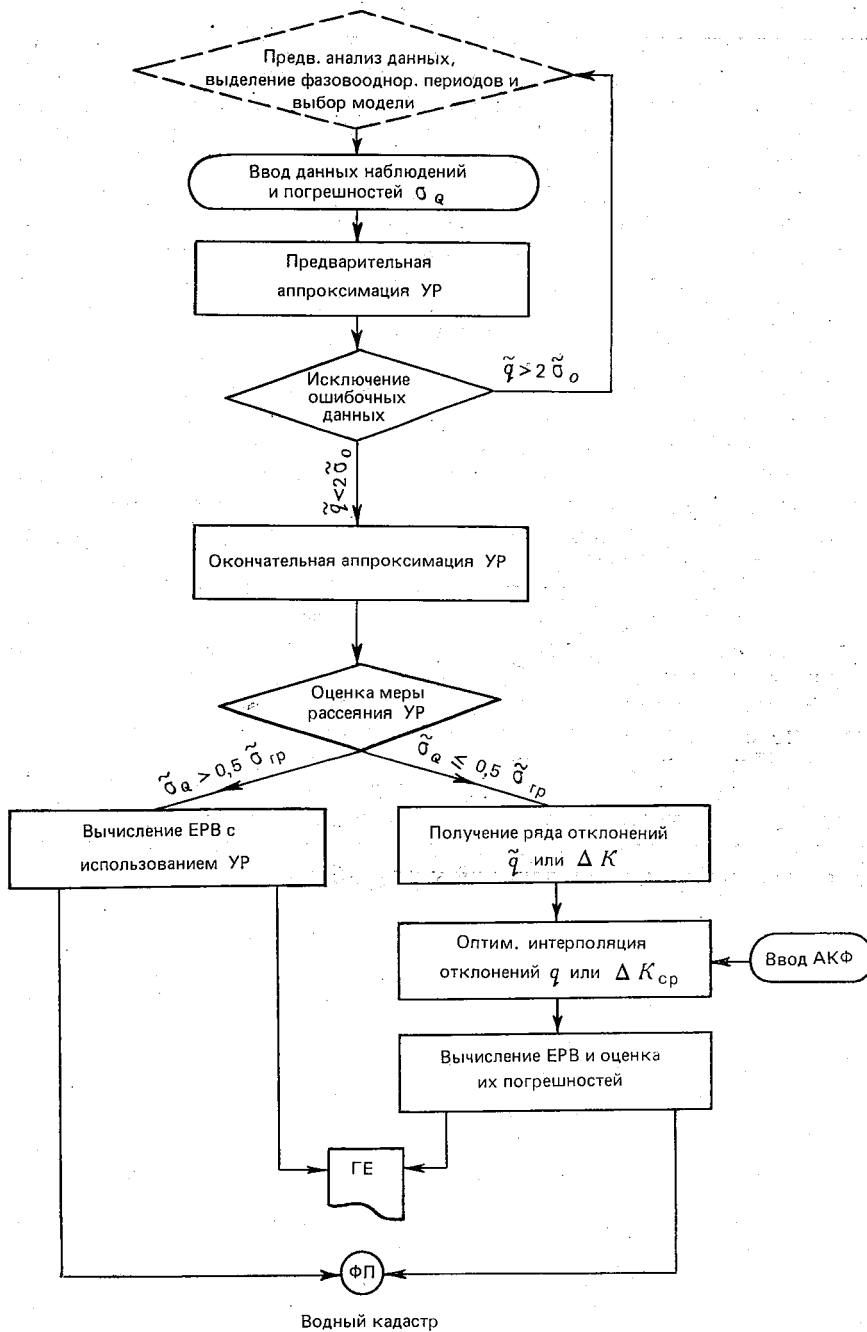 Предв. анализ данных,
выделение фазовооднор. периодов и
выбор модели
Ввод данных наблюдений
и погрешностей σ_Q
Предварительная
аппроксимация УР
Исключение
ошибочных
данных
q̃ > 2 σ̃_o
q̃ < 2 σ̃_o
Окончательная аппроксимация УР
Оценка меры
рассеяния УР
σ̃_Q > 0,5 σ̃_гр
σ̃_Q ≤ 0,5 σ̃_гр
Вычисление ЕРВ с
использованием УР
Получение ряда отклонений
q̃ или Δ K
Оптим. интерполяция
отклонений q или Δ K_ср
Ввод АКФ
Вычисление ЕРВ и оценка
их погрешностей
ГЕ
ФП
Водный кадастр